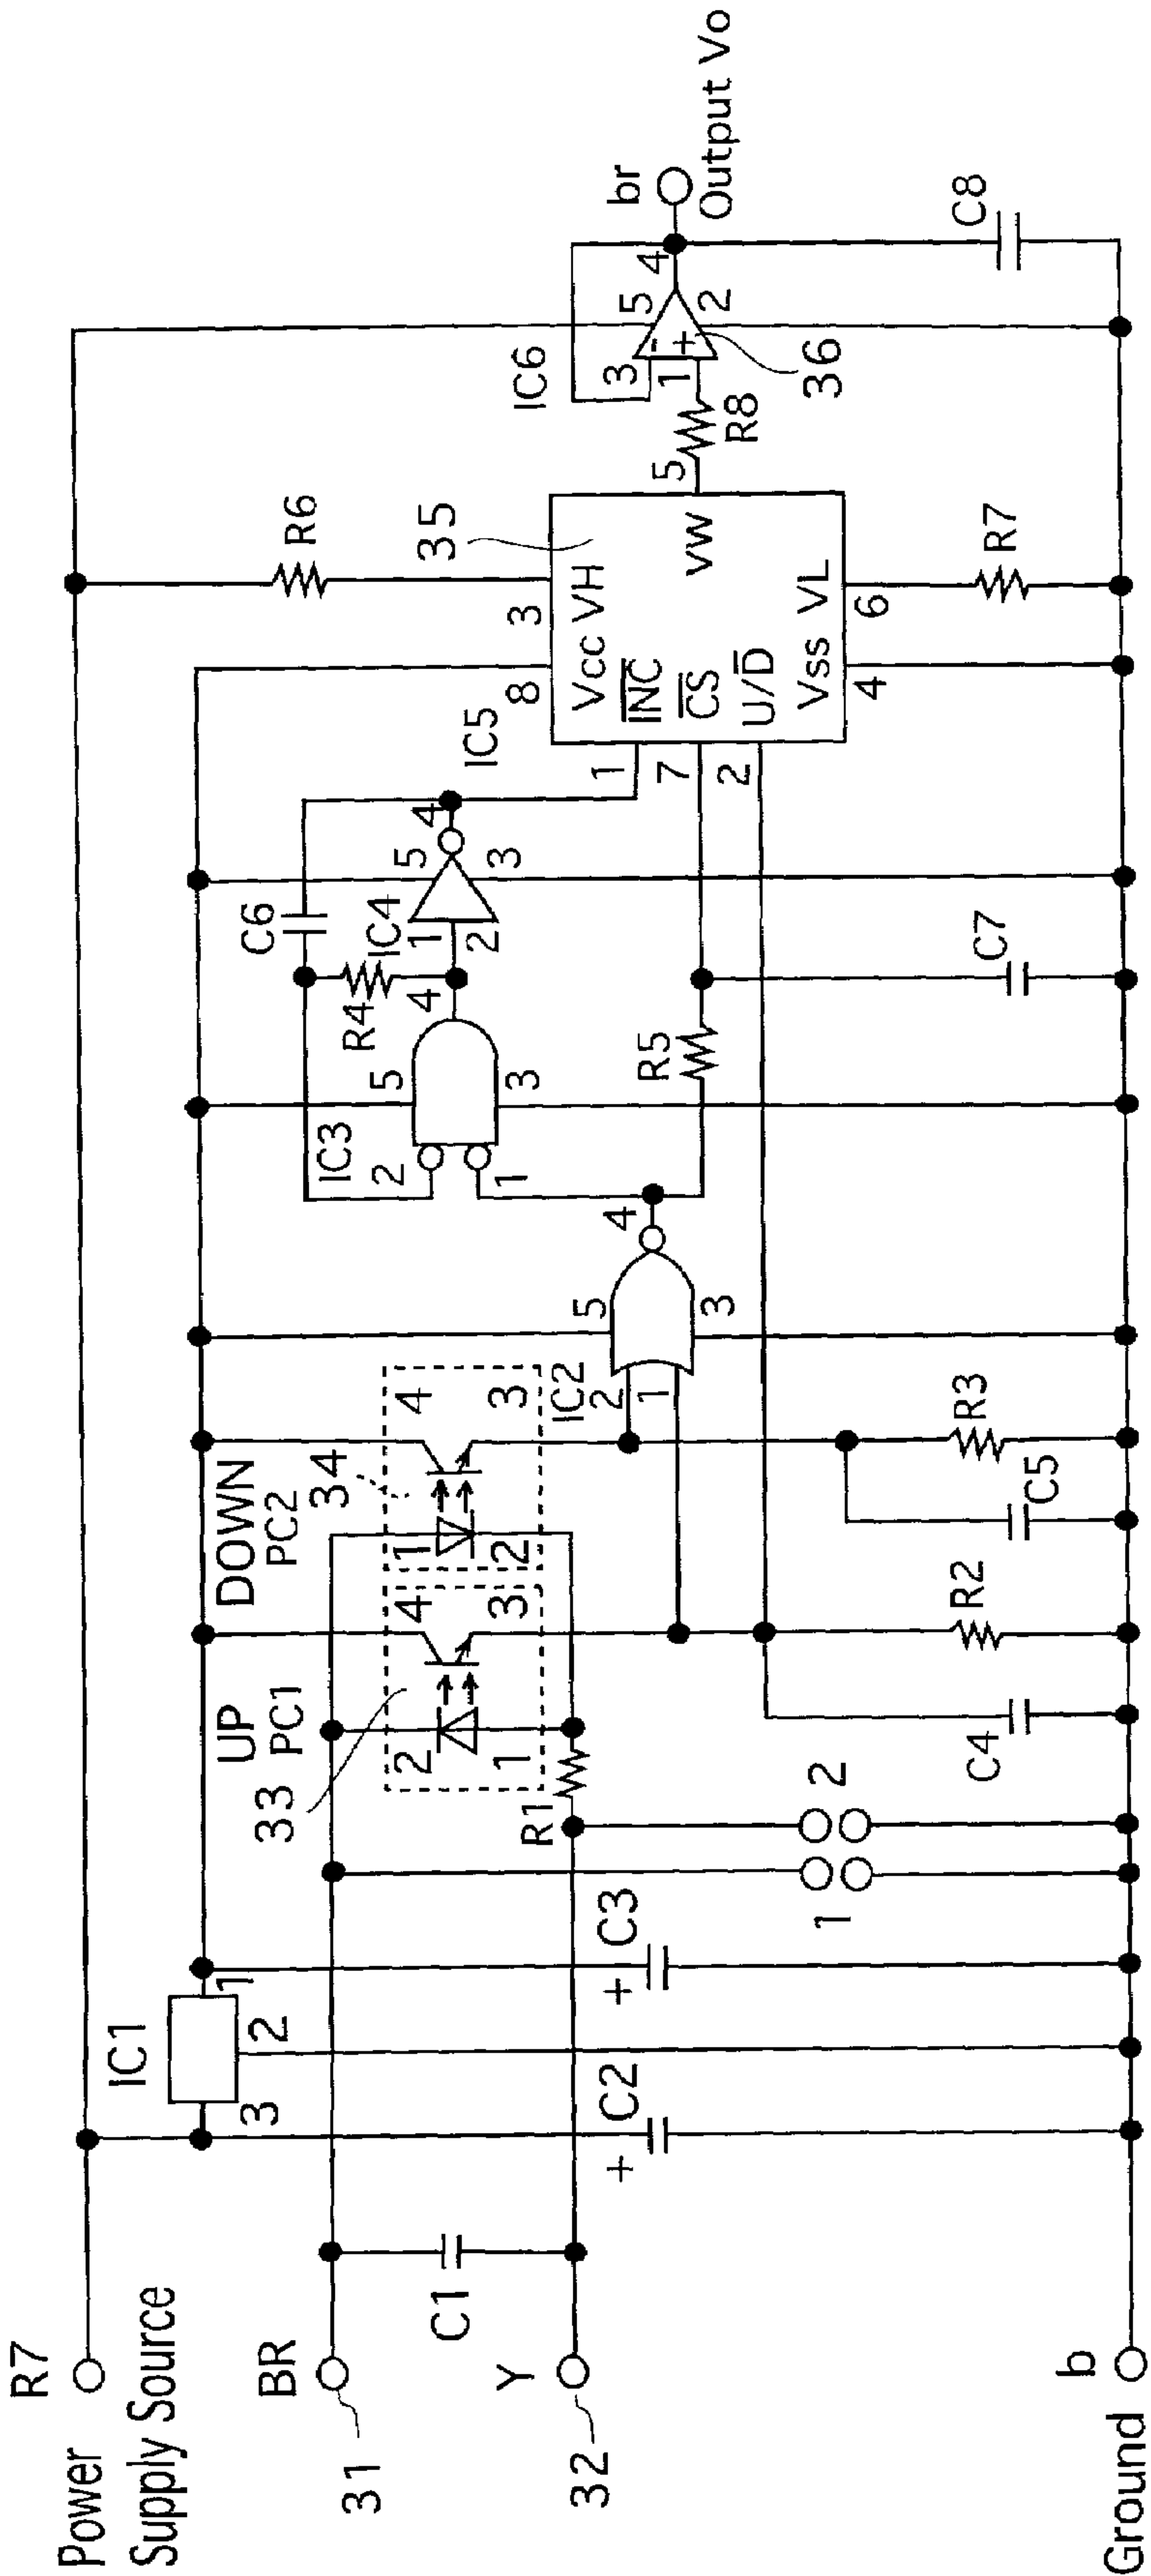 R7
Power
Supply Source
BR
31
Y
32
b
Ground
C1
IC1
3
2
1
+
C2
+
C3
1
2
R1
UP
PC1
33
2
1
4
3
DOWN
PC2
34
1
2
4
3
C4
R2
C5
R3
IC2
2
1
5
3
4
IC3
2
1
5
3
4
R4
C6
IC4
1
2
5
3
4
R5
C7
IC5
1
7
2
8
3
4
6
5
Vcc
VH
INC
CS
U/D
Vss
VL
VW
35
R6
R7
R8
IC6
3
1
-
+
5
2
4
36
br
Output Vo
C8